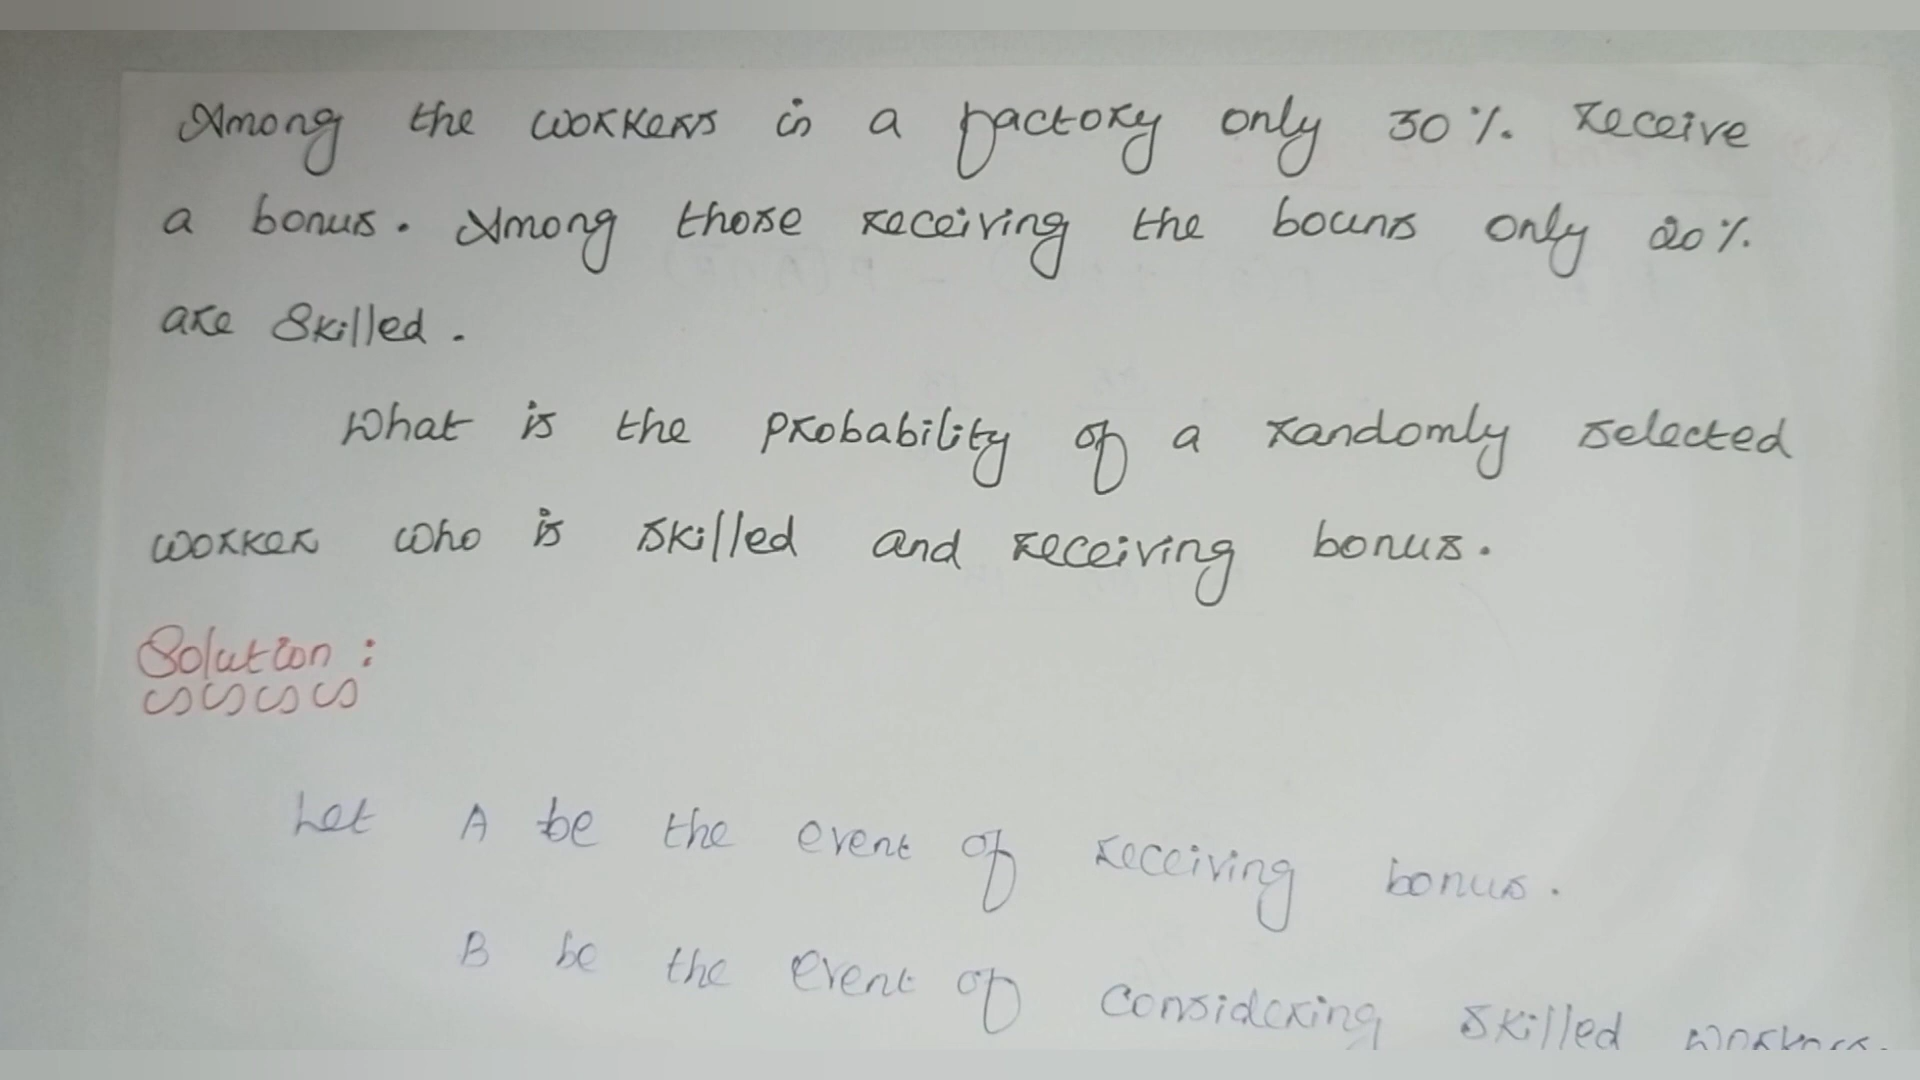 Among the workers in a factory only 30%. receive
a bonus. Among those receiving the bouns only 20%.
are Skilled.
What is the probability of a randomly selected
worker who is skilled and receiving bonus.
Solution :
Let A be the event of receiving bonus.
B be the event of considering skilled workers.